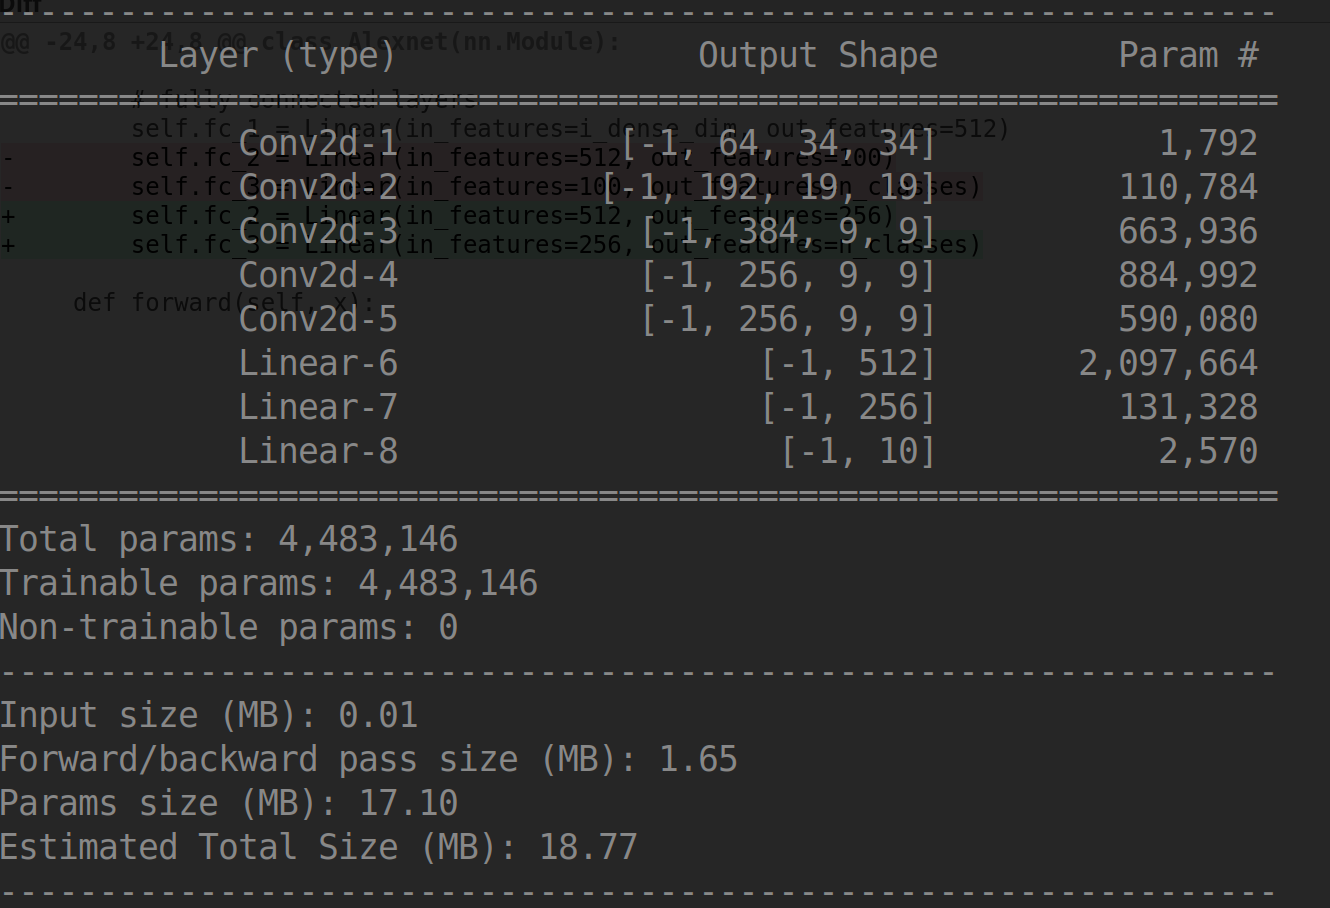 Diff
----------------------------------------------------------------
@@ -24,8 +24,8 @@ class Alexnet(nn.Module):
Layer (type) Output Shape Param #
================================================================
# fully connected layers
self.fc_1 = Linear(in_features=i_dense_dim, out_features=512)
Conv2d-1 [-1, 64, 34, 34] 1,792
- self.fc_2 = Linear(in_features=512, out_features=100)
Conv2d-2 [-1, 192, 19, 19] 110,784
- self.fc_3 = Linear(in_features=100, out_features=n_classes)
+ self.fc_2 = Linear(in_features=512, out_features=256)
Conv2d-3 [-1, 384, 9, 9] 663,936
+ self.fc_3 = Linear(in_features=256, out_features=n_classes)
Conv2d-4 [-1, 256, 9, 9] 884,992
def forward(self, x):
Conv2d-5 [-1, 256, 9, 9] 590,080
Linear-6 [-1, 512] 2,097,664
Linear-7 [-1, 256] 131,328
Linear-8 [-1, 10] 2,570
================================================================
Total params: 4,483,146
Trainable params: 4,483,146
Non-trainable params: 0
----------------------------------------------------------------
Input size (MB): 0.01
Forward/backward pass size (MB): 1.65
Params size (MB): 17.10
Estimated Total Size (MB): 18.77
----------------------------------------------------------------